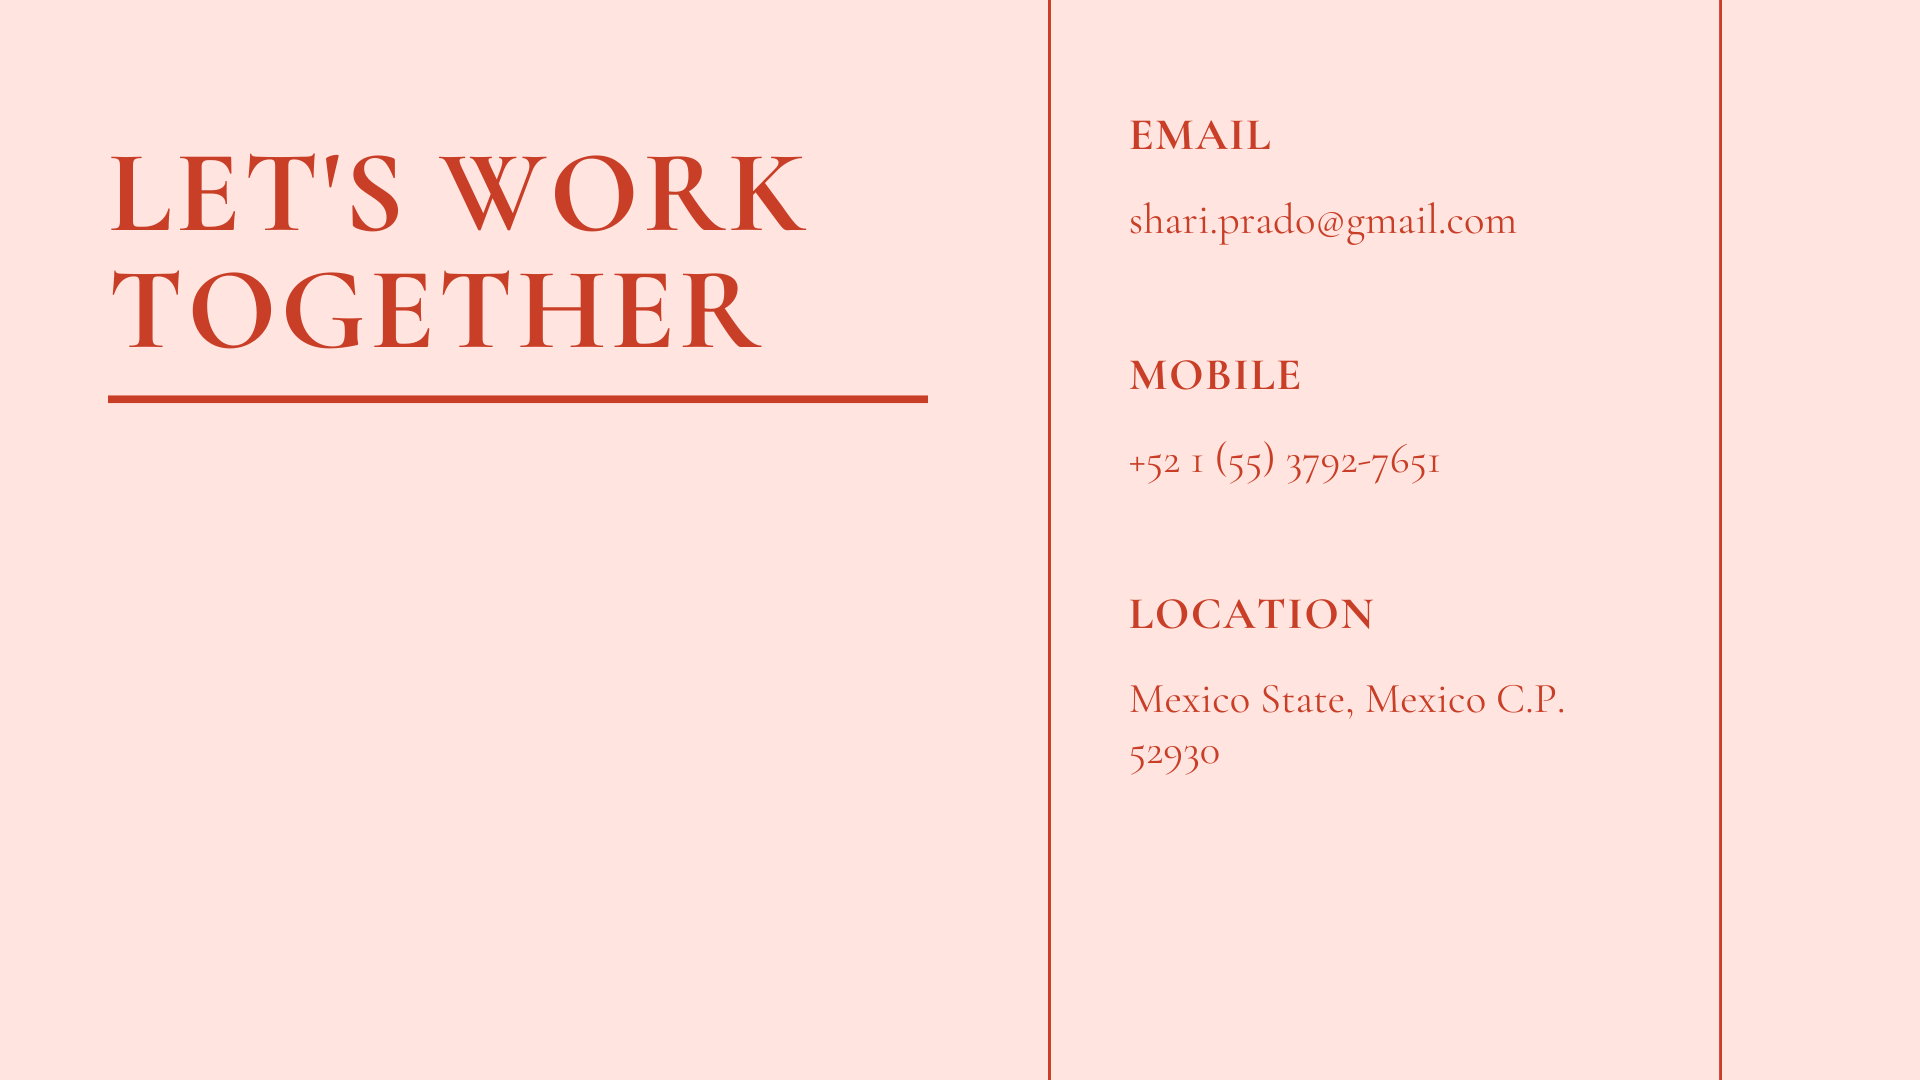 LET'S WORK
TOGETHER
EMAIL
shari.prado@gmail.com
MOBILE
+52 1 (55) 3792-7651
LOCATION
Mexico State, Mexico C.P.
52930